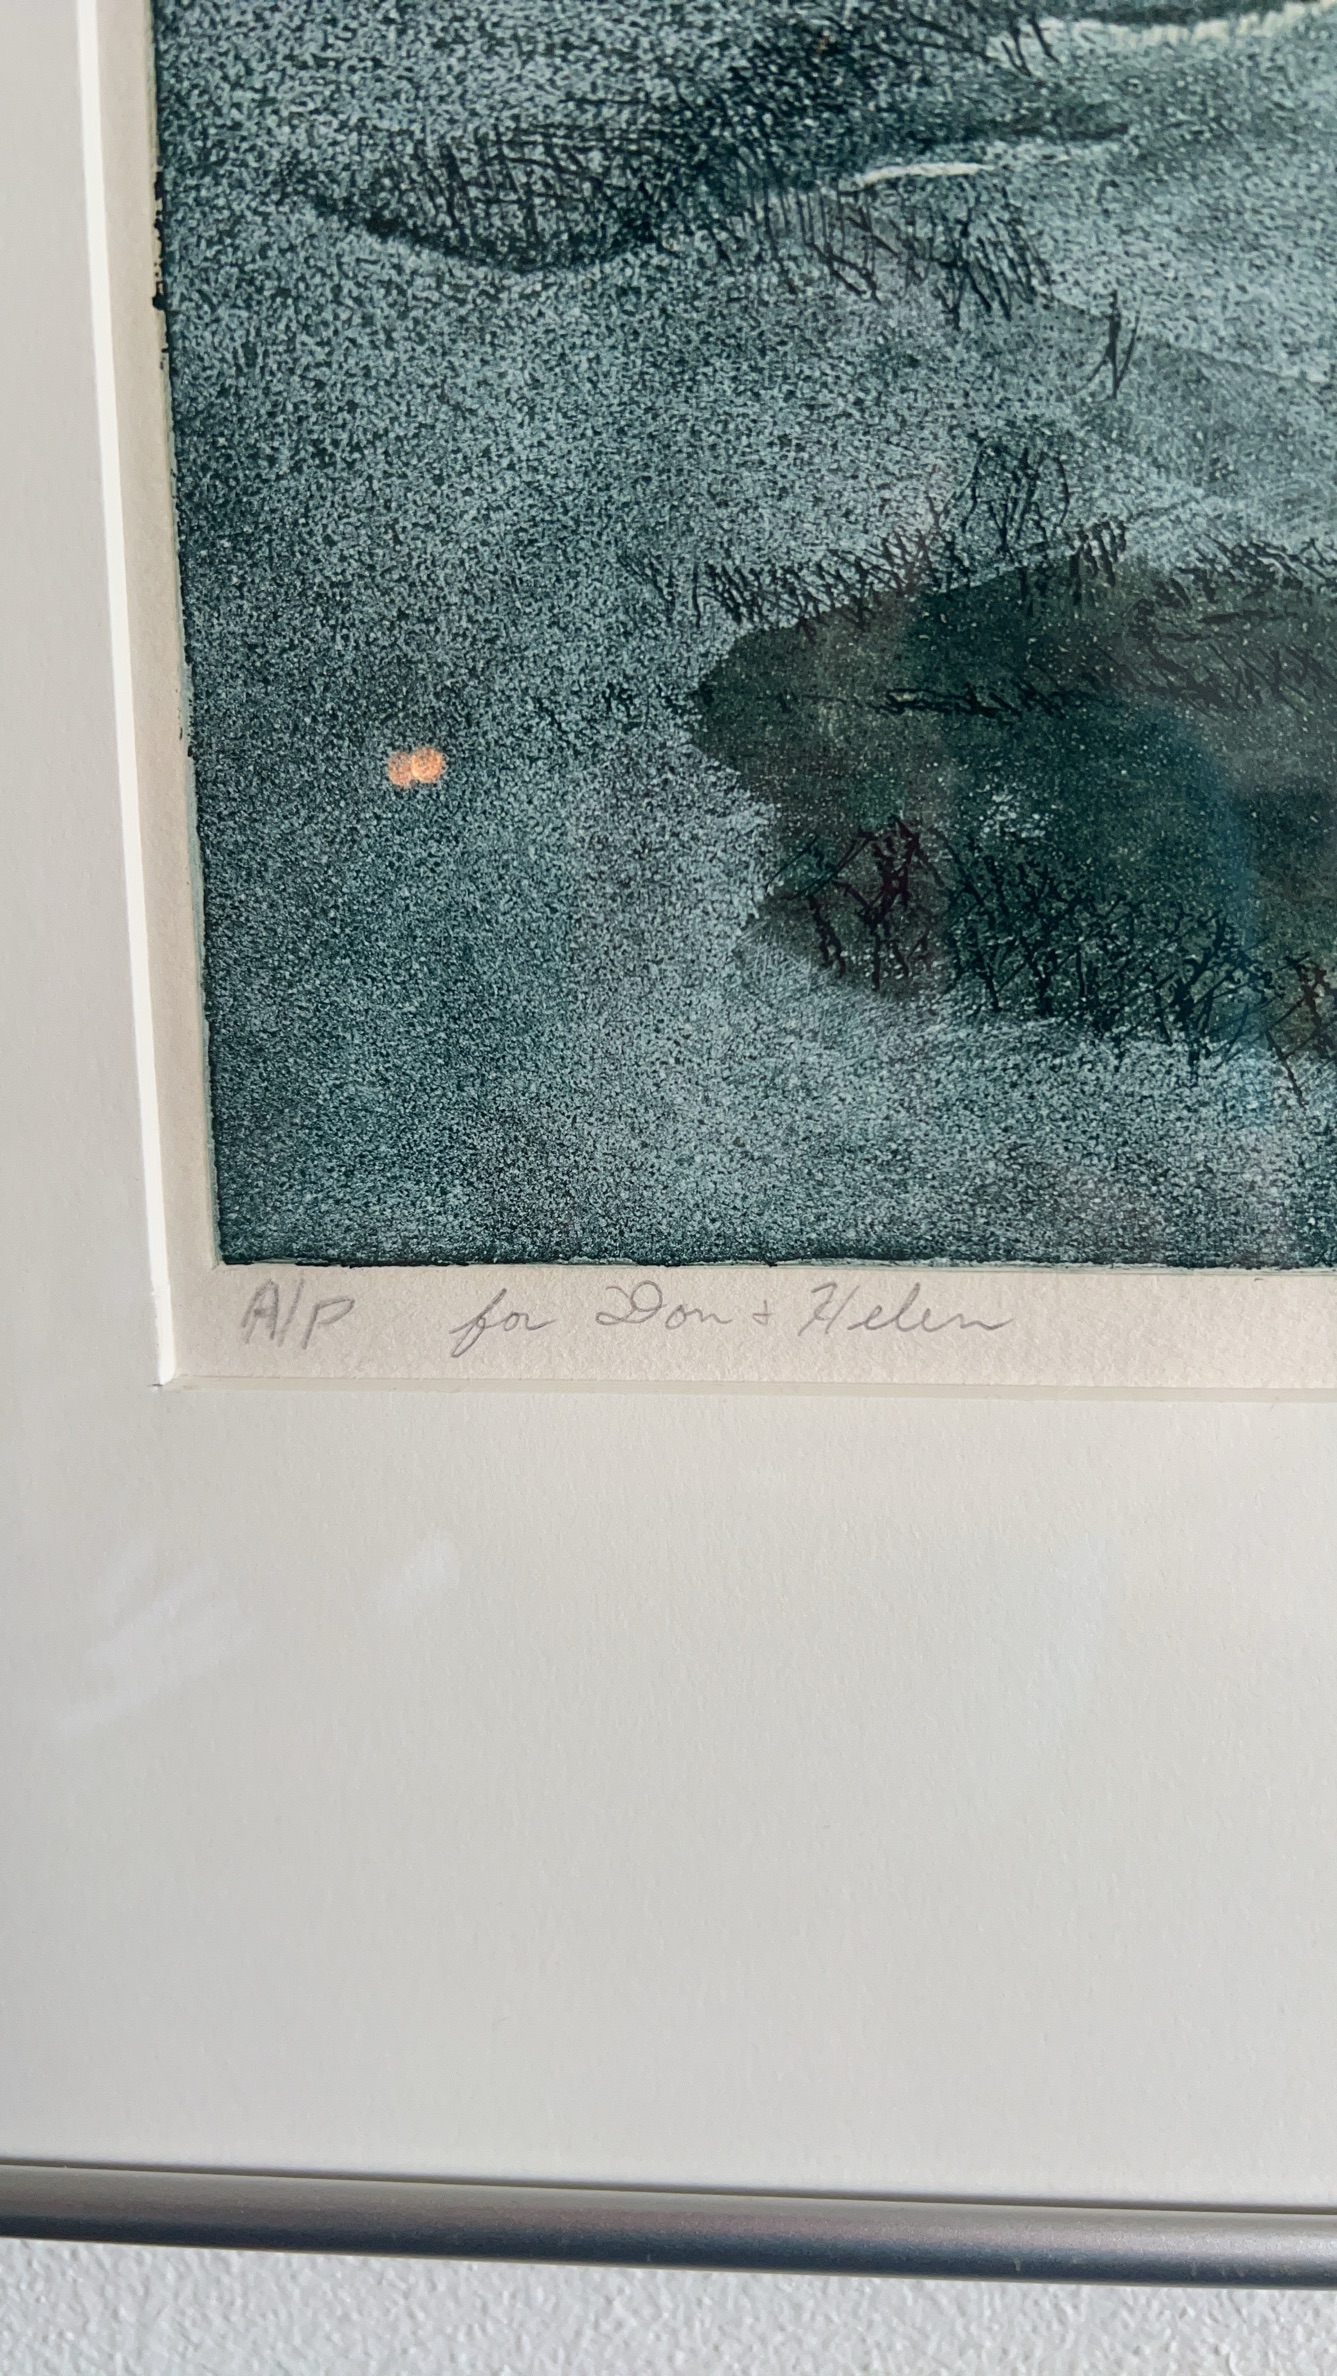 A/P for Don + Helen